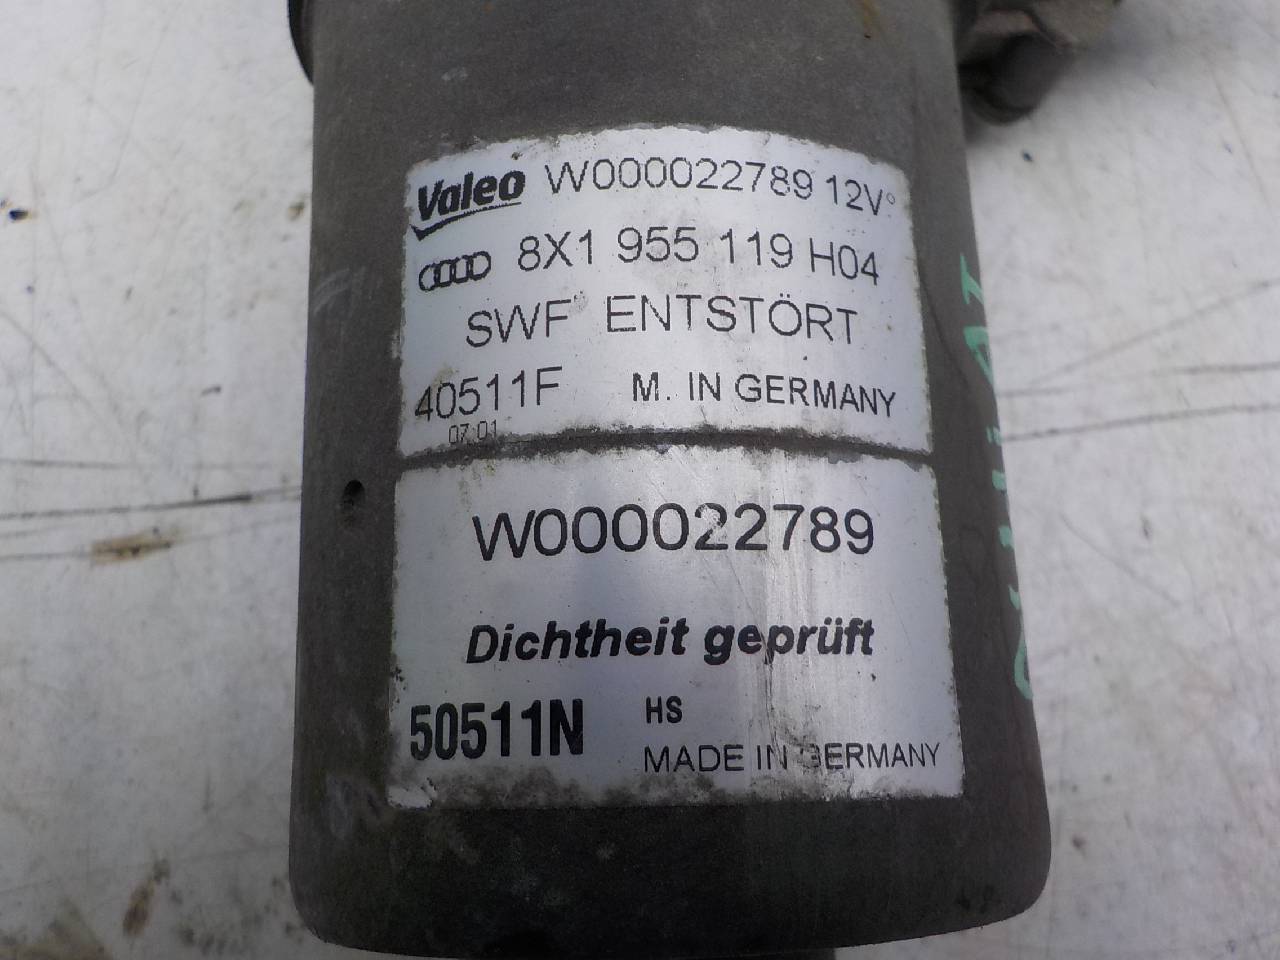 Valeo W000022789 12V°
8X1 955 119 H04
SWF ENTSTÖRT
40511F M. IN GERMANY
07 01
W000022789
Dichtheit geprüft
50511N HS
MADE IN GERMANY